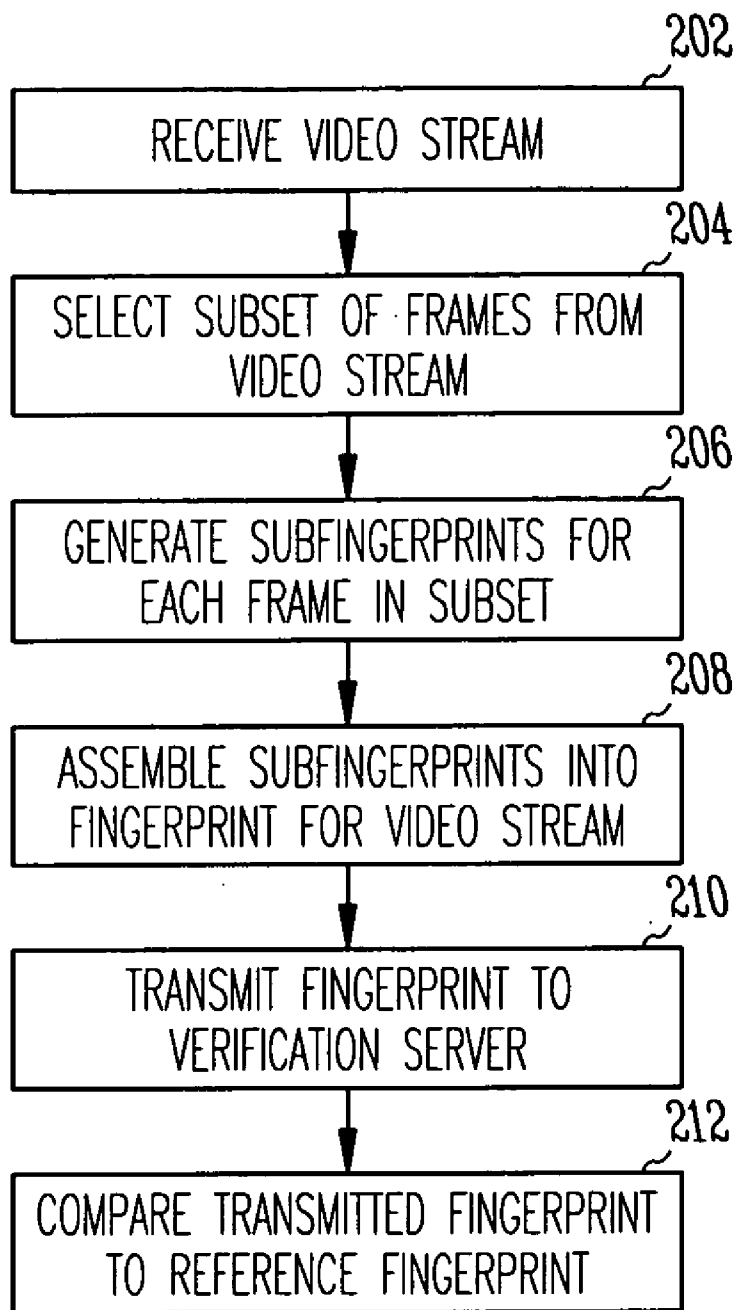 202
RECEIVE VIDEO STREAM
204
SELECT SUBSET OF FRAMES FROM
VIDEO STREAM
206
GENERATE SUBFINGERPRINTS FOR
EACH FRAME IN SUBSET
208
ASSEMBLE SUBFINGERPRINTS INTO
FINGERPRINT FOR VIDEO STREAM
210
TRANSMIT FINGERPRINT TO
VERIFICATION SERVER
212
COMPARE TRANSMITTED FINGERPRINT
TO REFERENCE FINGERPRINT